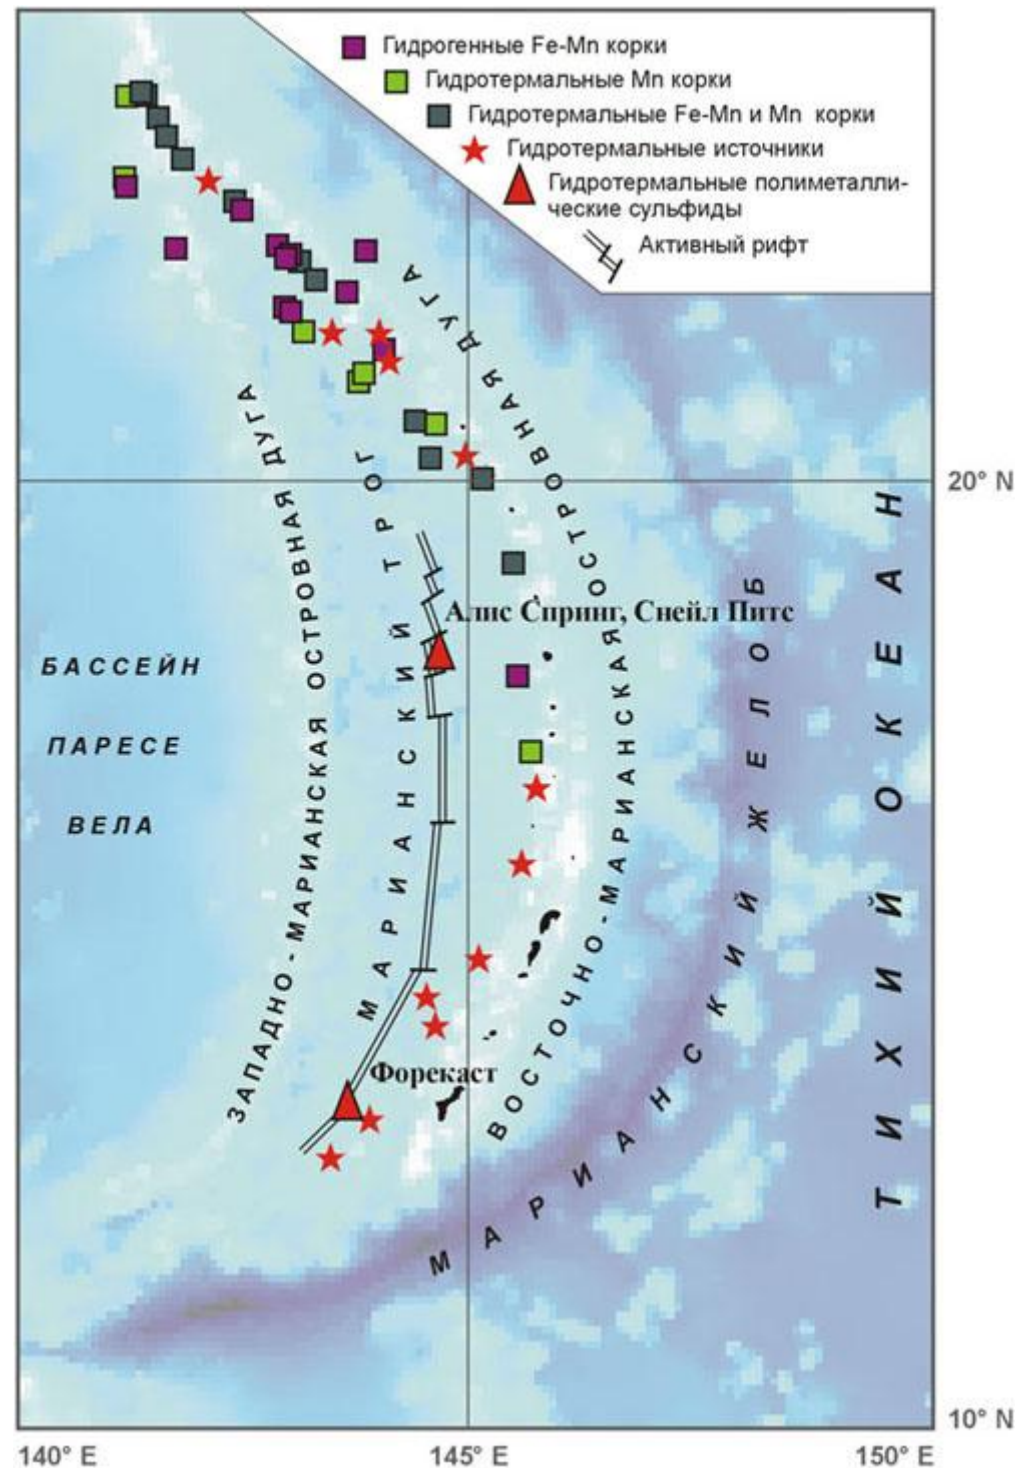 Гидрогенные Fe-Mn корки
Гидротермальные Mn корки
Гидротермальные Fe-Mn и Mn корки
Гидротермальные источники
Гидротермальные полиметалли-
ческие сульфиды
Активный рифт
ЗАПАДНО-МАРИАНСКАЯ ОСТРОВНАЯ ДУГА
МАРИАНСКИЙ ТРОГ
ВОСТОЧНО-МАРИАНСКАЯ ОСТРОВНАЯ ДУГА
20° N
Алис Спринг, Снейл Питс
БАССЕЙН
ПАРЕСЕ
ВЕЛА
МАРИАНСКИЙ ЖЕЛОБ
ТИХИЙ ОКЕАН
Форекаст
10° N
140° E
145° E
150° E